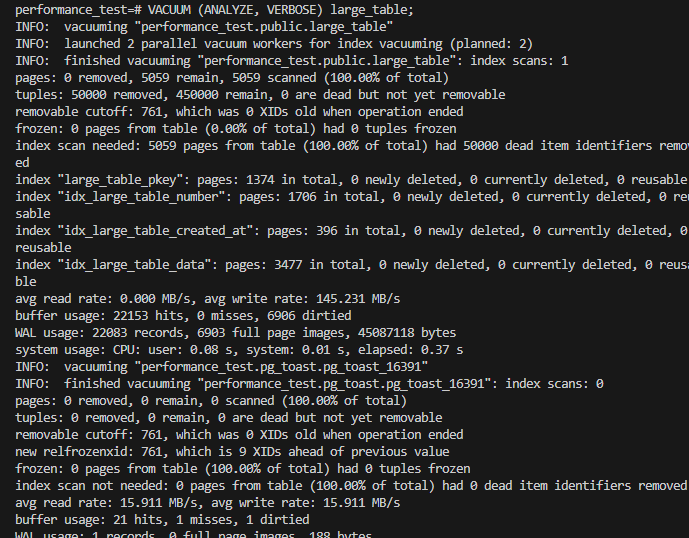 performance_test=# VACUUM (ANALYZE, VERBOSE) large_table;
INFO:  vacuuming "performance_test.public.large_table"
INFO:  launched 2 parallel vacuum workers for index vacuuming (planned: 2)
INFO:  finished vacuuming "performance_test.public.large_table": index scans: 1
pages: 0 removed, 5059 remain, 5059 scanned (100.00% of total)
tuples: 50000 removed, 450000 remain, 0 are dead but not yet removable
removable cutoff: 761, which was 0 XIDs old when operation ended
frozen: 0 pages from table (0.00% of total) had 0 tuples frozen
index scan needed: 5059 pages from table (100.00% of total) had 50000 dead item identifiers remov
ed
index "large_table_pkey": pages: 1374 in total, 0 newly deleted, 0 currently deleted, 0 reusable
index "idx_large_table_number": pages: 1706 in total, 0 newly deleted, 0 currently deleted, 0 reu
sable
index "idx_large_table_created_at": pages: 396 in total, 0 newly deleted, 0 currently deleted, 0
reusable
index "idx_large_table_data": pages: 3477 in total, 0 newly deleted, 0 currently deleted, 0 reusa
ble
avg read rate: 0.000 MB/s, avg write rate: 145.231 MB/s
buffer usage: 22153 hits, 0 misses, 6906 dirtied
WAL usage: 22083 records, 6903 full page images, 45087118 bytes
system usage: CPU: user: 0.08 s, system: 0.01 s, elapsed: 0.37 s
INFO:  vacuuming "performance_test.pg_toast.pg_toast_16391"
INFO:  finished vacuuming "performance_test.pg_toast.pg_toast_16391": index scans: 0
pages: 0 removed, 0 remain, 0 scanned (100.00% of total)
tuples: 0 removed, 0 remain, 0 are dead but not yet removable
removable cutoff: 761, which was 0 XIDs old when operation ended
new relfrozenxid: 761, which is 9 XIDs ahead of previous value
frozen: 0 pages from table (100.00% of total) had 0 tuples frozen
index scan not needed: 0 pages from table (100.00% of total) had 0 dead item identifiers removed
avg read rate: 15.911 MB/s, avg write rate: 15.911 MB/s
buffer usage: 21 hits, 1 misses, 1 dirtied
WAL usage: 1 records, 0 full page images, 188 bytes